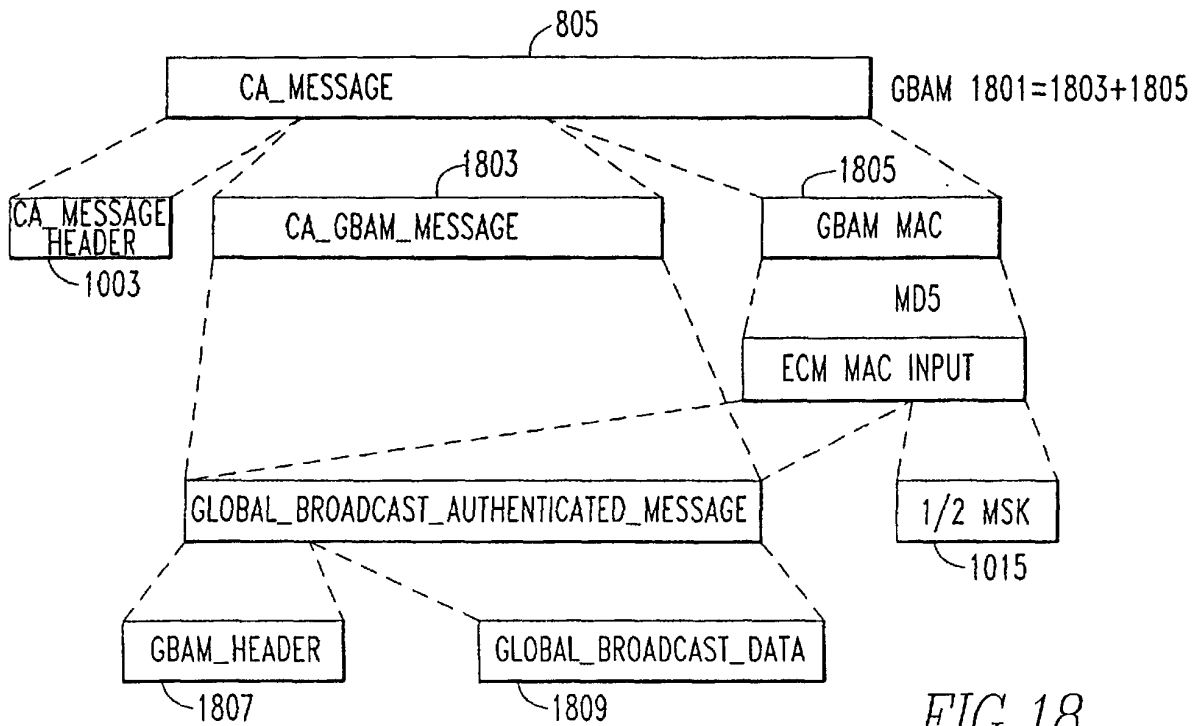 805
CA_MESSAGE
GBAM 1801=1803+1805
1803
1805
CA_MESSAGE
HEADER
CA_GBAM_MESSAGE
GBAM MAC
1003
MD5
ECM MAC INPUT
GLOBAL_BROADCAST_AUTHENTICATED_MESSAGE
1/2 MSK
1015
GBAM_HEADER
GLOBAL_BROADCAST_DATA
1807
1809
FIG. 18